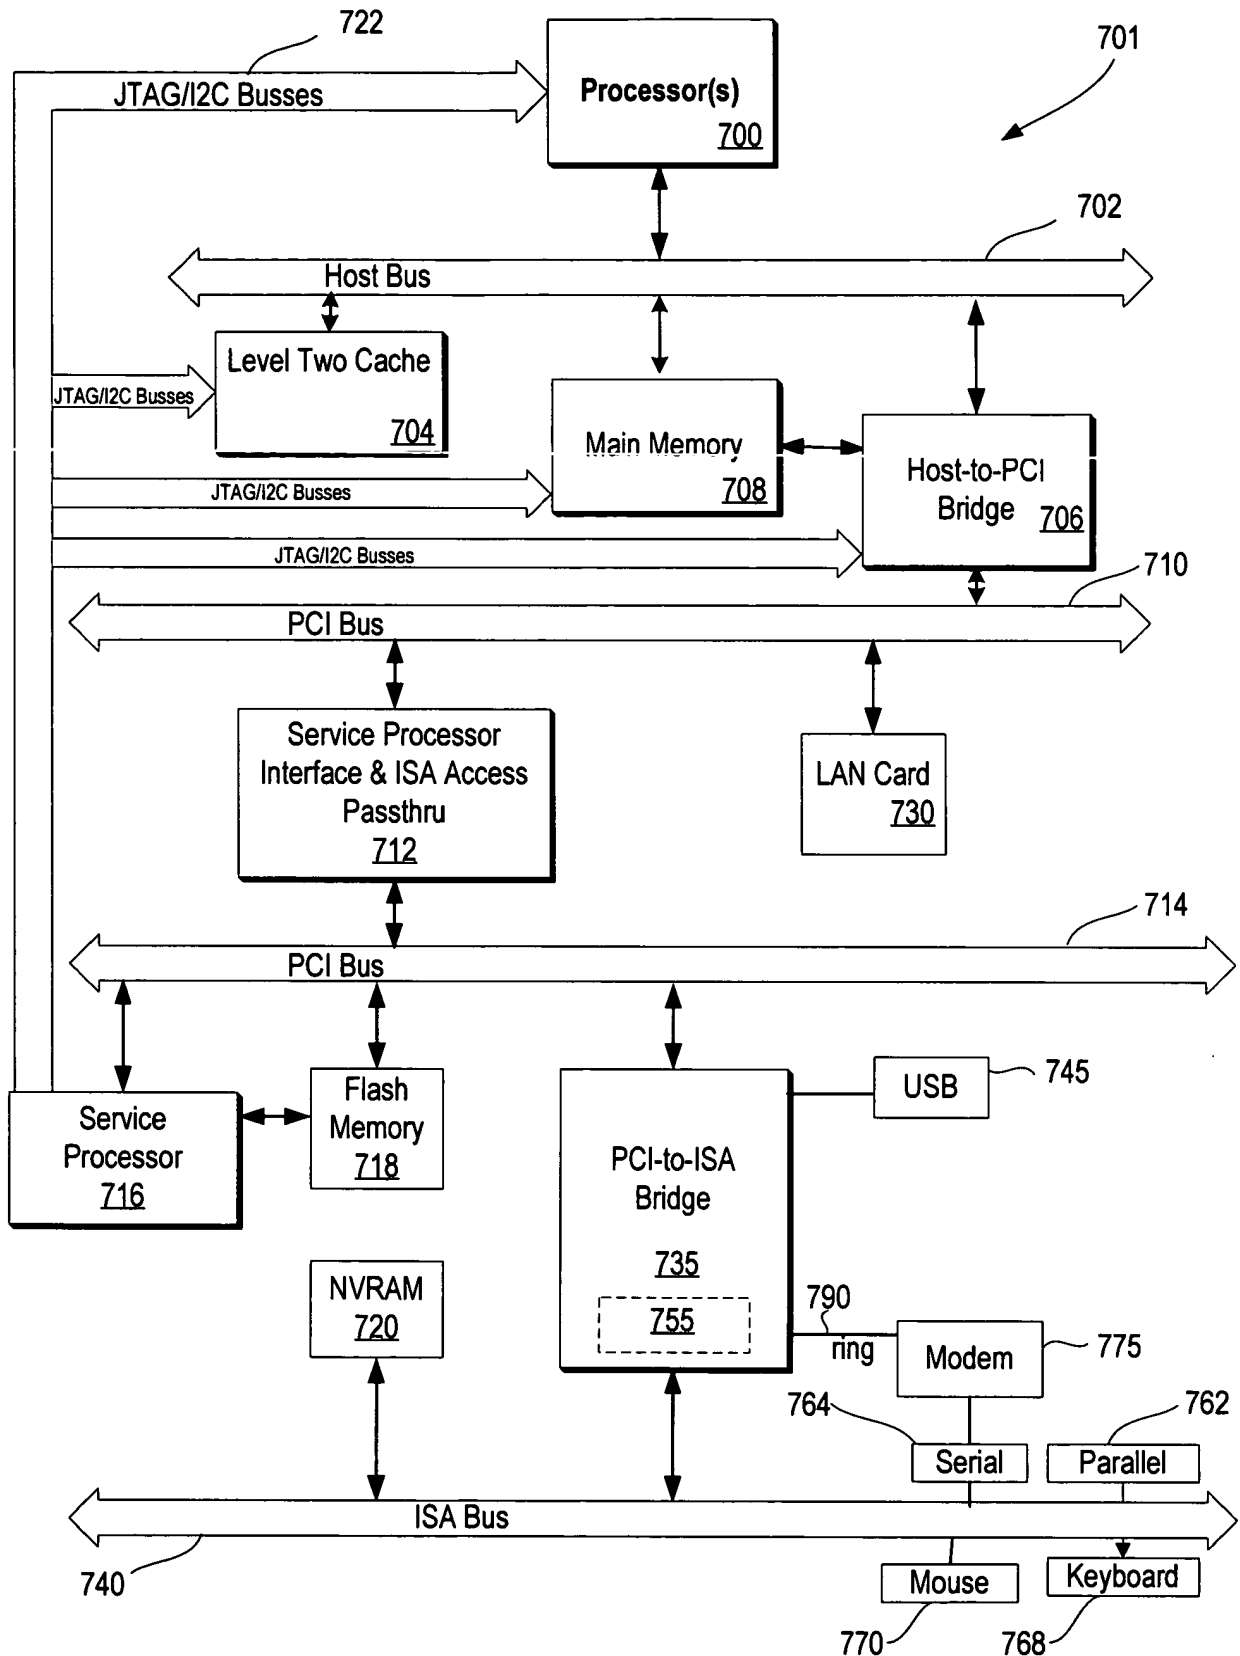 722
701
JTAG/I2C Busses
Processor(s)
700
702
Host Bus
Level Two Cache
704
JTAG/I2C Busses
Main Memory
708
Host-to-PCI
Bridge
706
JTAG/I2C Busses
JTAG/I2C Busses
710
PCI Bus
Service Processor
Interface & ISA Access
Passthru
712
LAN Card
730
714
PCI Bus
USB
745
Service
Processor
716
Flash
Memory
718
PCI-to-ISA
Bridge
735
755
NVRAM
720
790
ring
Modem
775
764
762
Serial
Parallel
ISA Bus
740
Mouse
Keyboard
770
768